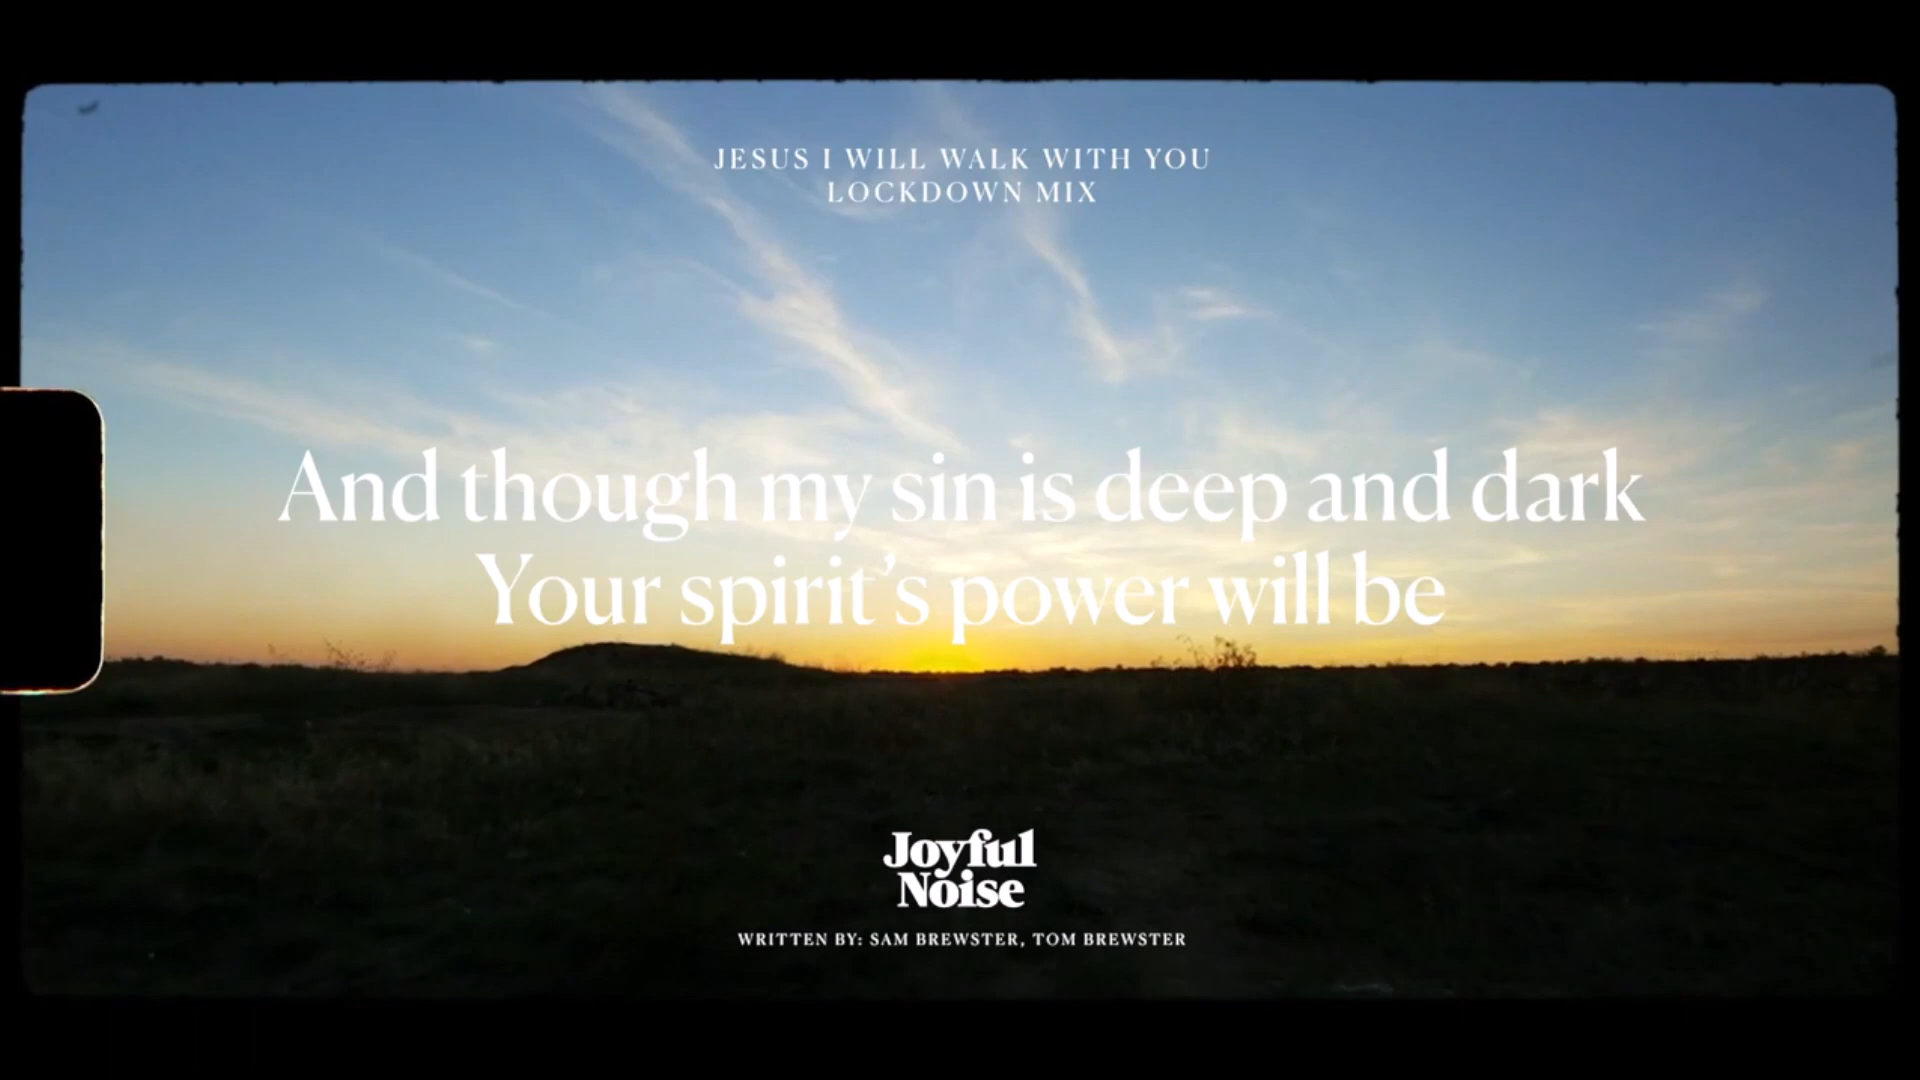 JESUS I WILL WALK WITH YOU
LOCKDOWN MIX
And though my sin is deep and dark
Your spirit's power will be
Joyful
Noise
WRITTEN BY: SAM BREWSTER, TOM BREWSTER